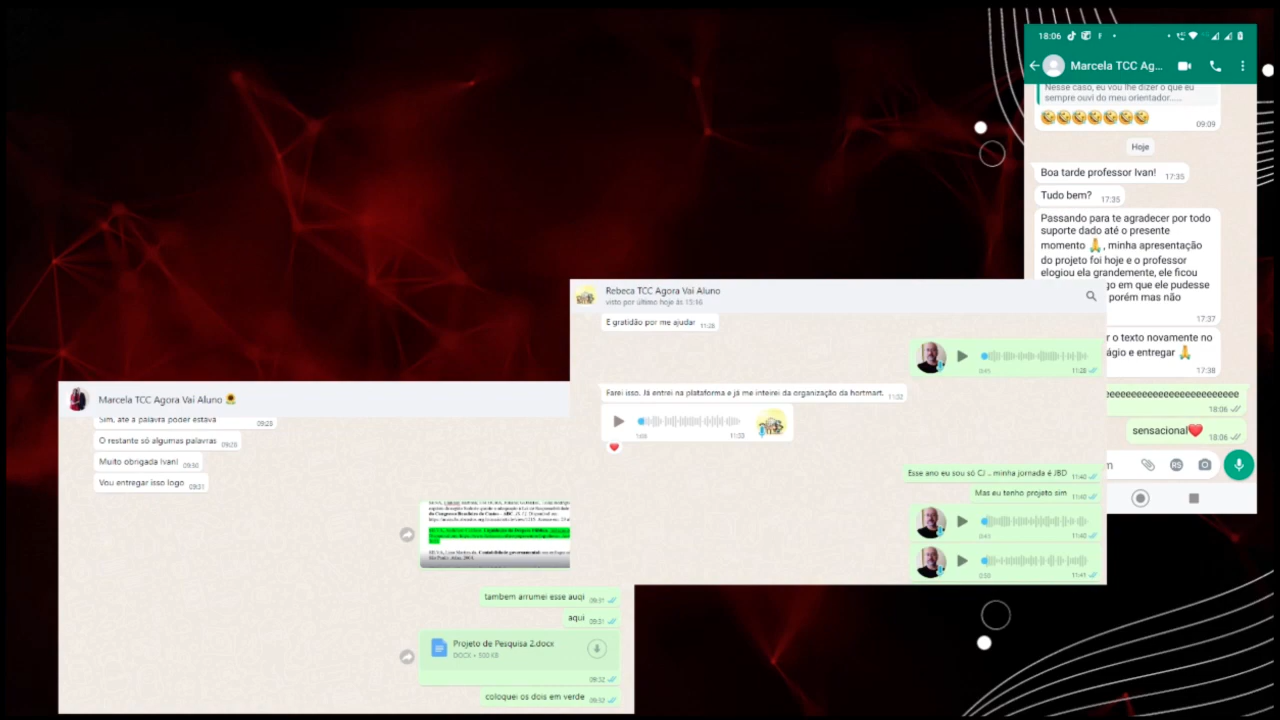 18:06
Marcela TCC Ag...
Nesse caso, eu vou lhe dizer o que eu
sempre ouvi do meu orientador......
09:09
Hoje
Boa tarde professor Ivan!
17:35
Tudo bem?
17:35
Passando para te agradecer por todo
suporte dado até o presente
momento 🙏, minha apresentação
do projeto foi hoje e o professor
elogiou ela grandemente, ele ficou
go em que ele pudesse
porém mas não
17:37
r o texto novamente no
ágio e entregar 🙏
17:38
eeeeeeeeeeeeeeeeeeeeeeee
18:06
sensacional❤️
18:06
m
RS
Rebeca TCC Agora Vai Aluno
visto por último hoje às 15:16
E gratidão por me ajudar
11:28
0:45
11:28
Farei isso. Já entrei na plataforma e já me inteirei da organização da hortmart.
11:02
11:03
Esse ano eu sou só CJ .. minha jornada é JBD
11:40
Mas eu tenho projeto sim
11:40
0:41
11:40
0:50
11:41
Marcela TCC Agora Vai Aluno 🌻
Sim, até a palavra poder estava
09:25
O restante só algumas palavras
Muito obrigada Ivan!
09:30
Vou entregar isso logo
09:31
tambem arrumei esse auqi
09:31
aqui
09:31
Projeto de Pesquisa 2.docx
DOCX • 500 KB
09:32
coloquei os dois em verde
09:32